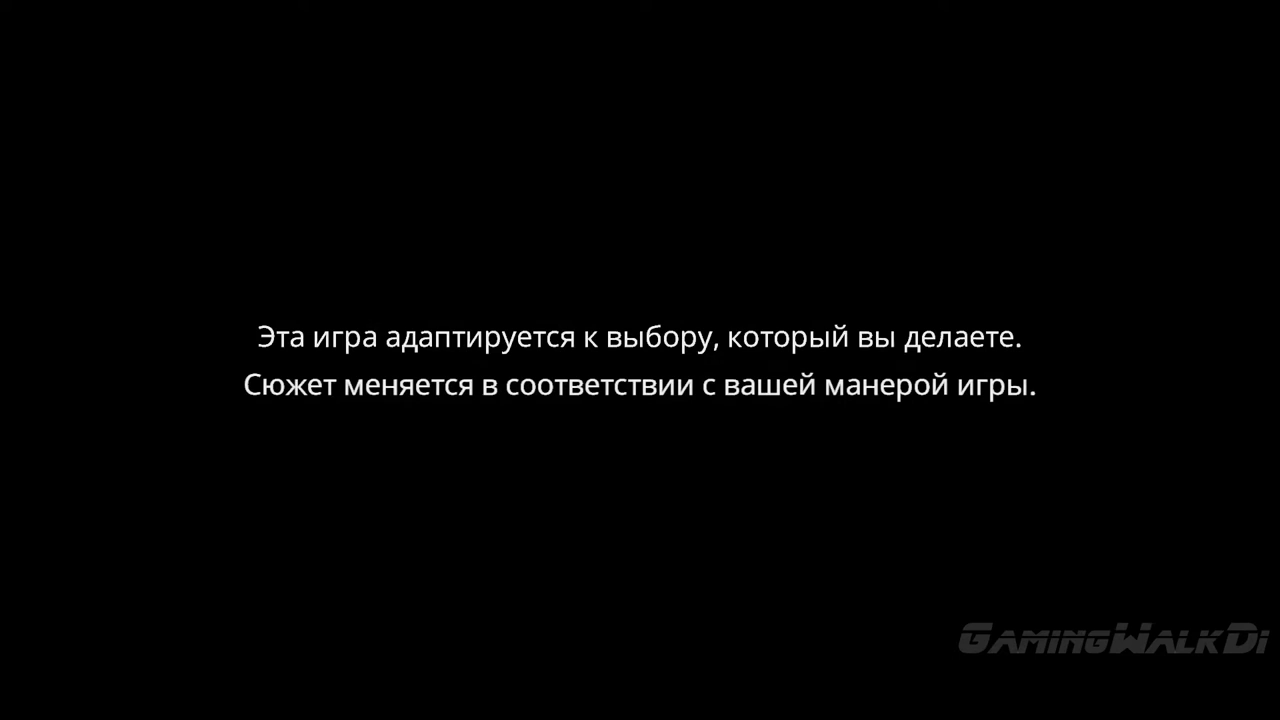 Эта игра адаптируется к выбору, который вы делаете.
Сюжет меняется в соответствии с вашей манерой игры.
GamingWalkDi